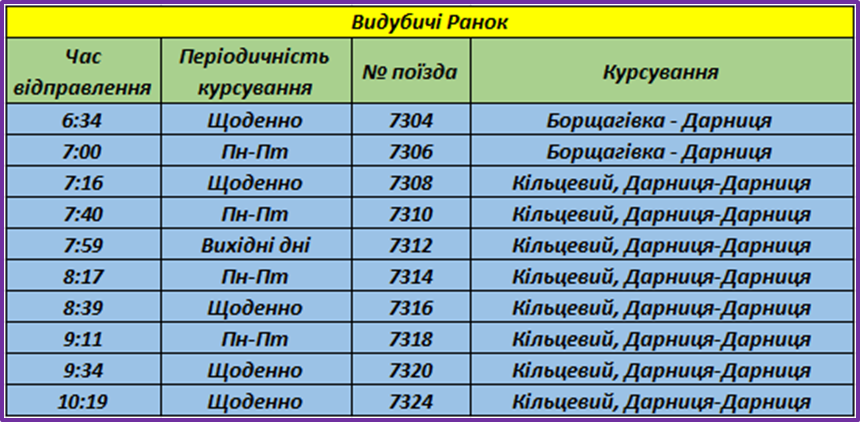 Видубичі Ранок
Час відправлення Періодичність курсування № поїзда Курсування
6:34 Щоденно 7304 Борщагівка - Дарниця
7:00 Пн-Пт 7306 Борщагівка - Дарниця
7:16 Щоденно 7308 Кільцевий, Дарниця-Дарниця
7:40 Пн-Пт 7310 Кільцевий, Дарниця-Дарниця
7:59 Вихідні дні 7312 Кільцевий, Дарниця-Дарниця
8:17 Пн-Пт 7314 Кільцевий, Дарниця-Дарниця
8:39 Щоденно 7316 Кільцевий, Дарниця-Дарниця
9:11 Пн-Пт 7318 Кільцевий, Дарниця-Дарниця
9:34 Щоденно 7320 Кільцевий, Дарниця-Дарниця
10:19 Щоденно 7324 Кільцевий, Дарниця-Дарниця